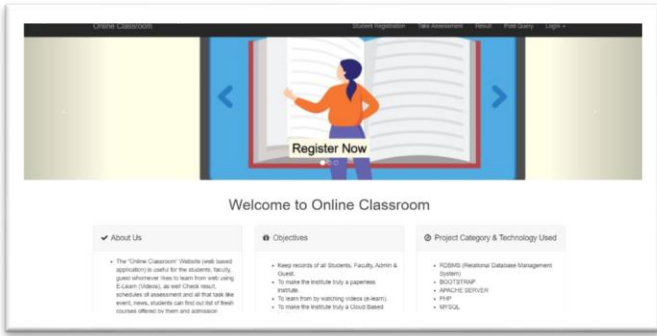 Online Classroom
Student Registration Take Assessment Result Post Query Login
Register Now
Welcome to Online Classroom
About Us
• The "Online Classroom" Website (web based
application) is useful for the students, faculty,
guest whomever likes to learn from web using
E-Learn (Videos), as well Check result,
schedules of assessment and all that task like
event, news, students can find out list of fresh
courses offered by them and admission
Objectives
• Keep records of all Students, Faculty, Admin &
Guest.
• To make the institute truly a paperless
institute.
• To learn from by watching videos (e-learn).
• To make the institute truly a Cloud Based
Project Category & Technology Used
• RDBMS (Relational Database Management
System)
• BOOTSTRAP
• APACHE SERVER
• PHP
• MYSQL